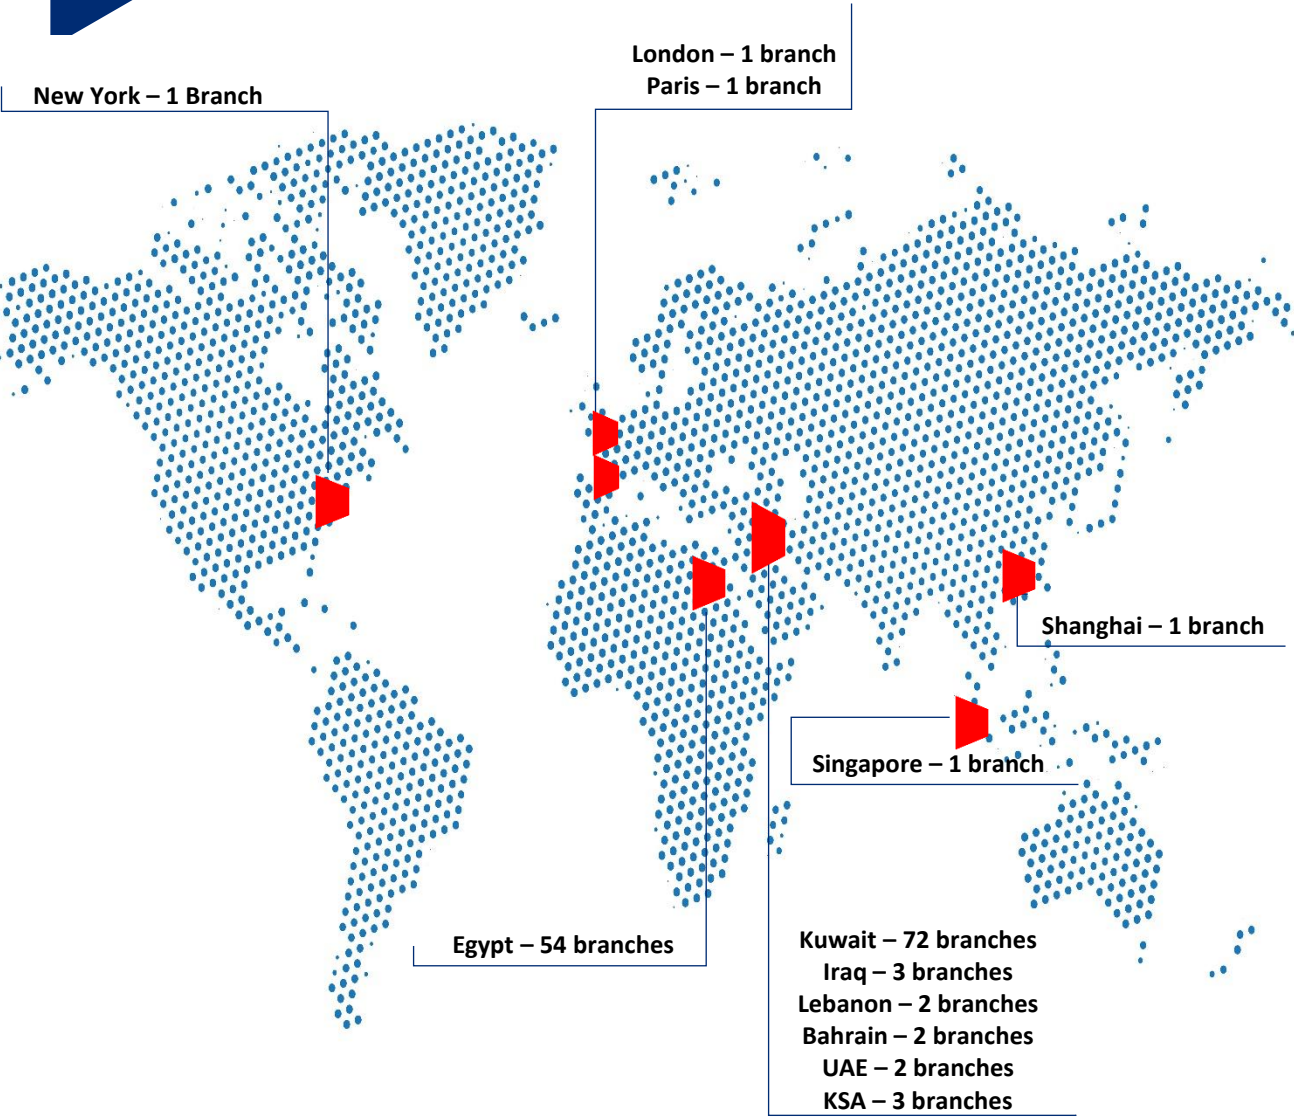 London – 1 branch
Paris – 1 branch
New York – 1 Branch
Shanghai – 1 branch
Singapore – 1 branch
Egypt – 54 branches
Kuwait – 72 branches
Iraq – 3 branches
Lebanon – 2 branches
Bahrain – 2 branches
UAE – 2 branches
KSA – 3 branches